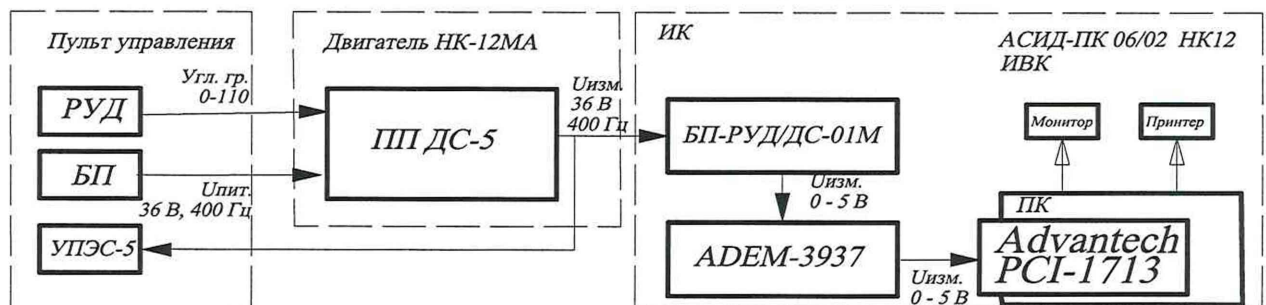 Пульт управления
РУД
БП
УПЭС-5
Угл. гр.
0-110
Uпит.
36 В, 400 Гц
Двигатель НК-12МА
ПП ДС-5
Uизм.
36 В
400 Гц
ИК
БП-РУД/ДС-01М
Uизм.
0 - 5 В
ADEM-3937
Uизм.
0 - 5 В
АСИД-ПК 06/02 НК12
ИВК
Монитор
Принтер
ПК
Advantech
PCI-1713